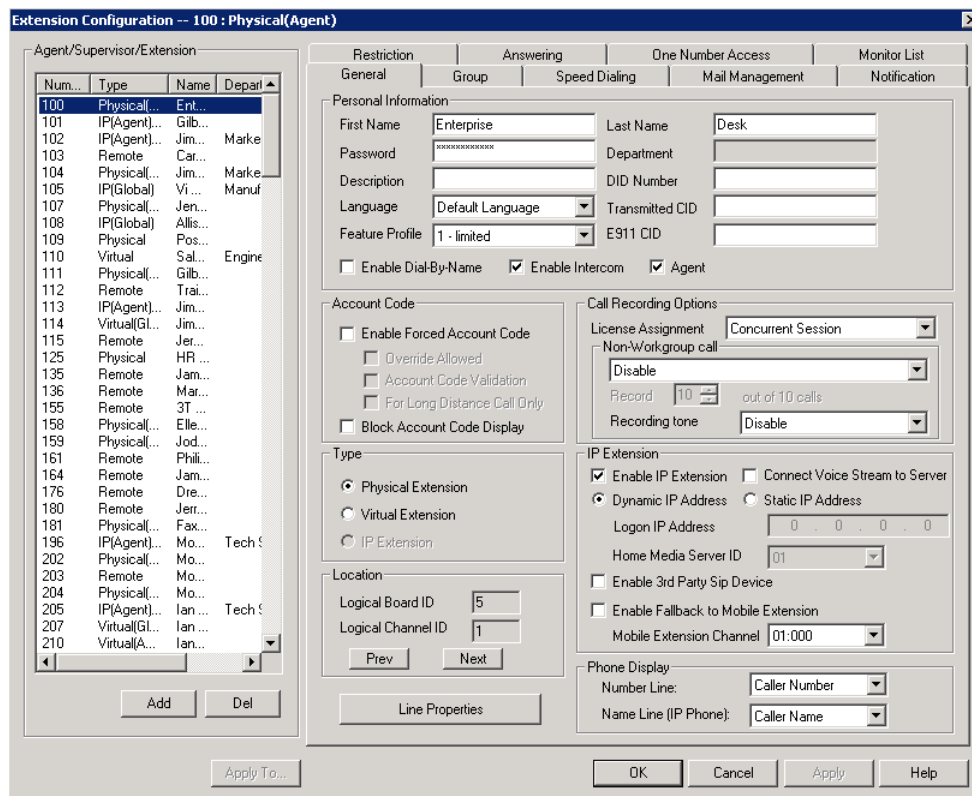 Extension Configuration -- 100 : Physical(Agent)
Agent/Supervisor/Extension
Num... Type Name Depart
100 Physical(... Ent...
101 IP(Agent)... Gilb...
102 IP(Agent)... Jim... Marke
103 Remote Car...
104 Physical(... Jim... Marke
105 IP(Global) Vi ... Manuf
107 Physical(... Jen...
108 IP(Global) Allis...
109 Physical Pos...
110 Virtual Sal... Engine
111 Physical(... Gilb...
112 Remote Trai...
113 IP(Agent)... Jim...
114 Virtual(Gl... Jim...
115 Remote Jer...
125 Physical HR ...
135 Remote Jam...
136 Remote Mar...
155 Remote 3T ...
158 Physical(... Elle...
159 Physical( Jod...
161 Remote Phili...
164 Remote Jam...
176 Remote Dre...
180 Remote Jerr...
181 Physical(... Fax...
196 IP(Agent)... Mo... Tech S
202 Physical(... Mo...
203 Remote Mo...
204 Physical(... Mo...
205 IP(Agent)... Ian ... Tech S
207 Virtual(Gl... Ian ...
210 Virtual(A... Ian...
Add Del
Apply To...
Restriction Answering One Number Access Monitor List
General Group Speed Dialing Mail Management Notification
Personal Information
First Name Enterprise Last Name Desk
Password ************ Department
Description DID Number
Language Default Language Transmitted CID
Feature Profile 1 - limited E911 CID
Enable Dial-By-Name Enable Intercom Agent
Account Code
Enable Forced Account Code
Override Allowed
Account Code Validation
For Long Distance Call Only
Block Account Code Display
Type
Physical Extension
Virtual Extension
IP Extension
Location
Logical Board ID 5
Logical Channel ID 1
Prev Next
Line Properties
Call Recording Options
License Assignment Concurrent Session
Non-Workgroup call
Disable
Record 10 out of 10 calls
Recording tone Disable
IP Extension
Enable IP Extension Connect Voice Stream to Server
Dynamic IP Address Static IP Address
Logon IP Address 0 . 0 . 0 . 0
Home Media Server ID 01
Enable 3rd Party Sip Device
Enable Fallback to Mobile Extension
Mobile Extension Channel 01:000
Phone Display
Number Line: Caller Number
Name Line (IP Phone): Caller Name
OK Cancel Apply Help